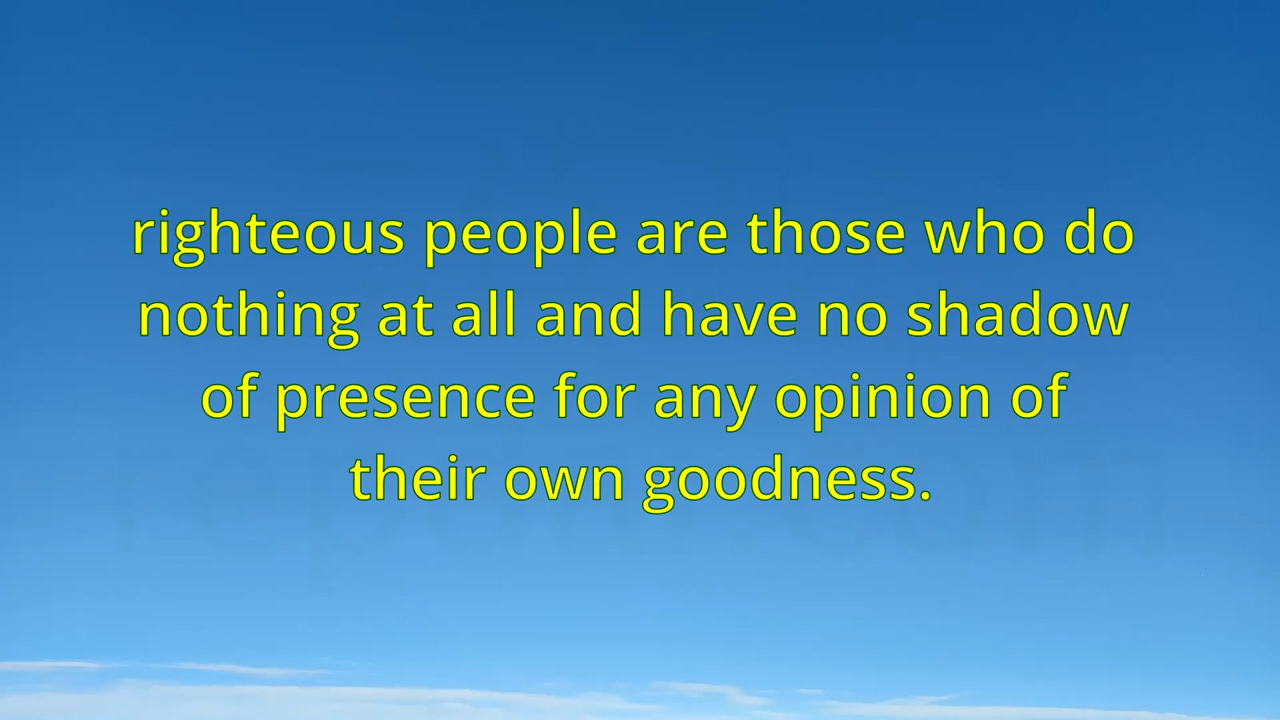 righteous people are those who do
nothing at all and have no shadow
of presence for any opinion of
their own goodness.